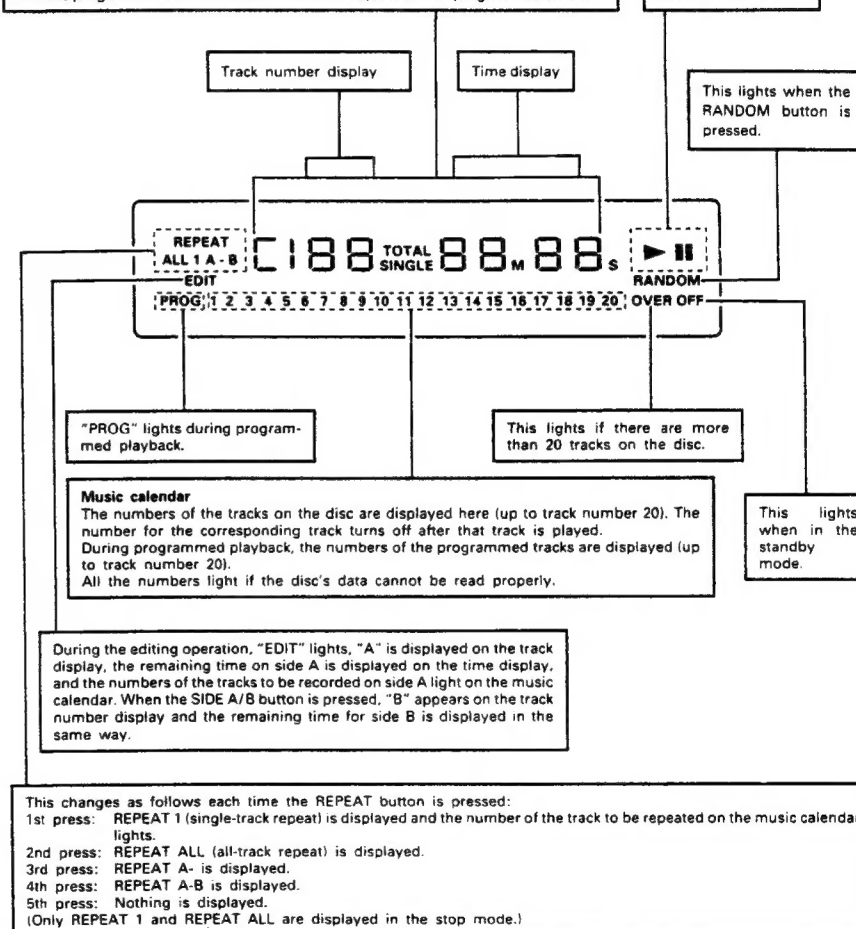 Track number display
Time display
This lights when the
RANDOM button is
pressed.
REPEAT
ALL 1 A - B
EDIT
PROG 1 2 3 4 5 6 7 8 9 10 11 12 13 14 15 16 17 18 19 20
TOTAL
SINGLE
88 M 88 S
RANDOM
OVER OFF
"PROG" lights during program-
med playback.
This lights if there are more
than 20 tracks on the disc.
Music calendar
The numbers of the tracks on the disc are displayed here (up to track number 20). The
number for the corresponding track turns off after that track is played.
During programmed playback, the numbers of the programmed tracks are displayed (up
to track number 20).
All the numbers light if the disc's data cannot be read properly.
This lights
when in the
standby
mode.
During the editing operation, "EDIT" lights, "A" is displayed on the track
display, the remaining time on side A is displayed on the time display,
and the numbers of the tracks to be recorded on side A light on the music
calendar. When the SIDE A/B button is pressed, "B" appears on the track
number display and the remaining time for side B is displayed in the
same way.
This changes as follows each time the REPEAT button is pressed:
1st press: REPEAT 1 (single-track repeat) is displayed and the number of the track to be repeated on the music calendar
lights.
2nd press: REPEAT ALL (all-track repeat) is displayed.
3rd press: REPEAT A- is displayed.
4th press: REPEAT A-B is displayed.
5th press: Nothing is displayed.
(Only REPEAT 1 and REPEAT ALL are displayed in the stop mode.)